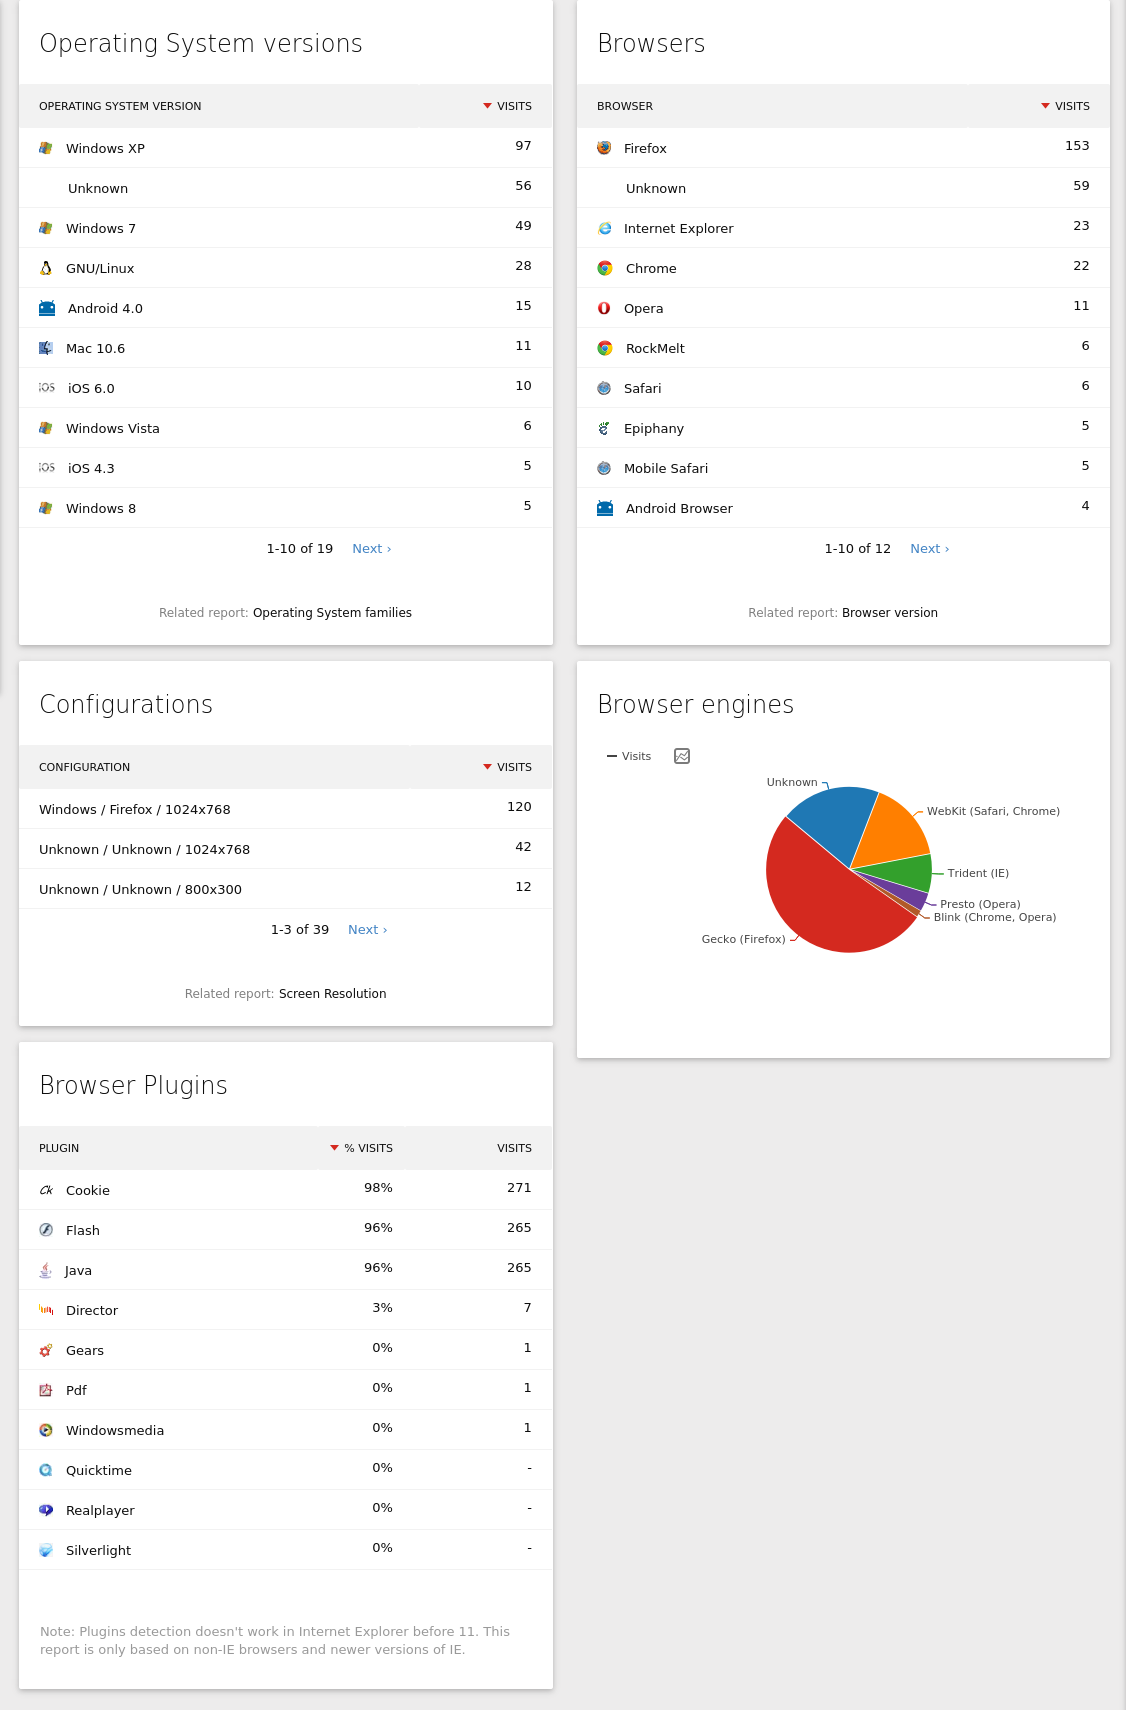 Operating System versions
OPERATING SYSTEM VERSION VISITS
Windows XP 97
Unknown 56
Windows 7 49
GNU/Linux 28
Android 4.0 15
Mac 10.6 11
iOS iOS 6.0 10
Windows Vista 6
iOS iOS 4.3 5
Windows 8 5
1-10 of 19 Next ›
Related report: Operating System families
Browsers
BROWSER VISITS
Firefox 153
Unknown 59
Internet Explorer 23
Chrome 22
Opera 11
RockMelt 6
Safari 6
Epiphany 5
Mobile Safari 5
Android Browser 4
1-10 of 12 Next ›
Related report: Browser version
Configurations
CONFIGURATION VISITS
Windows / Firefox / 1024x768 120
Unknown / Unknown / 1024x768 42
Unknown / Unknown / 800x300 12
1-3 of 39 Next ›
Related report: Screen Resolution
Browser engines
Visits
Unknown
WebKit (Safari, Chrome)
Trident (IE)
Presto (Opera)
Blink (Chrome, Opera)
Gecko (Firefox)
Browser Plugins
PLUGIN % VISITS VISITS
Ck Cookie 98% 271
Flash 96% 265
Java 96% 265
Director 3% 7
Gears 0% 1
Pdf 0% 1
Windowsmedia 0% 1
Quicktime 0% -
Realplayer 0% -
Silverlight 0% -
Note: Plugins detection doesn't work in Internet Explorer before 11. This
report is only based on non-IE browsers and newer versions of IE.